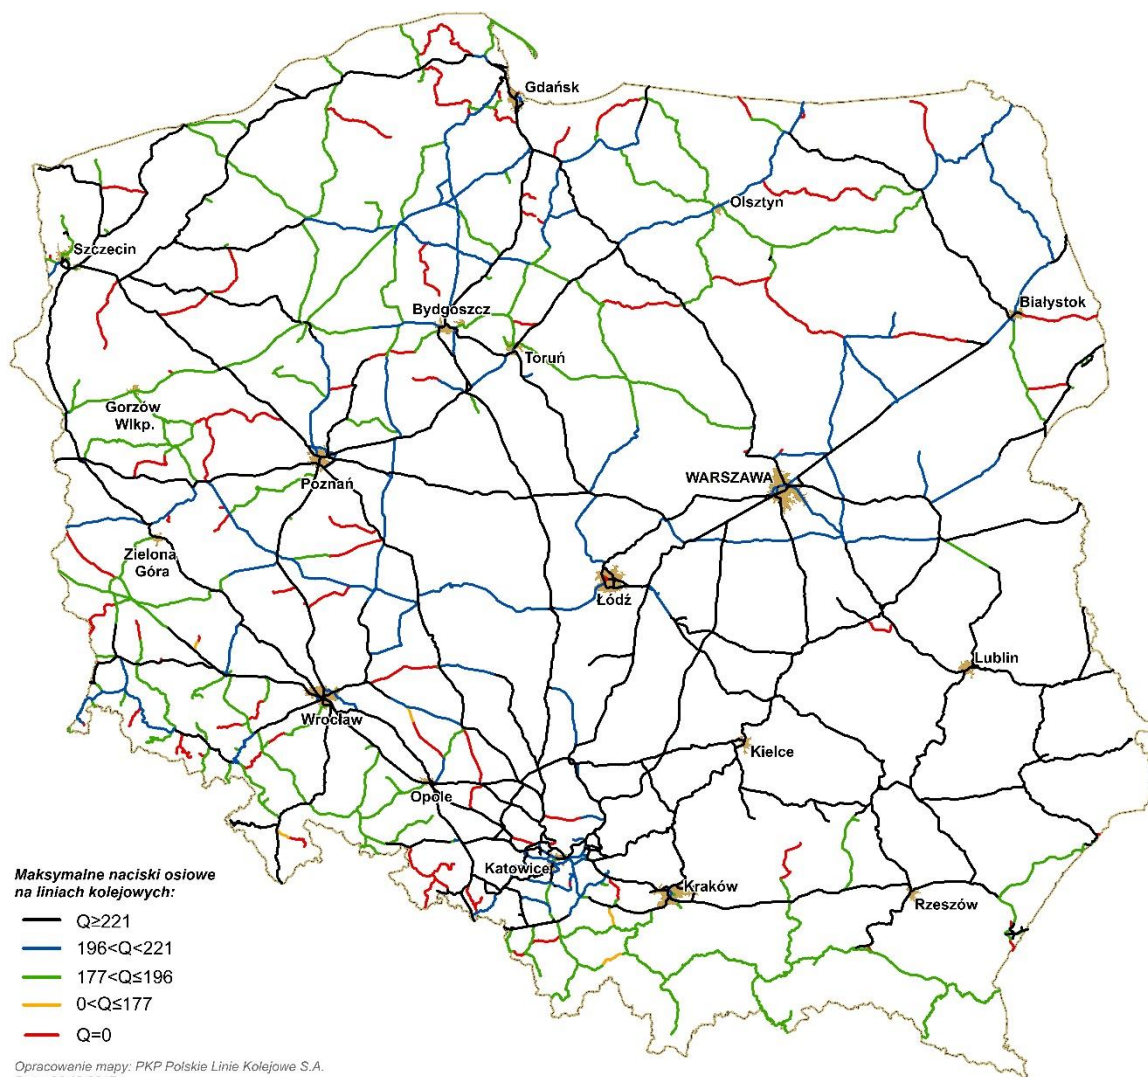 Gdańsk
Olsztyn
Szczecin
Białystok
Bydgoszcz
Toruń
Gorzów
Wlkp.
Poznań
WARSZAWA
Zielona
Góra
Łódź
Lublin
Wrocław
Kielce
Opole
Katowice
Kraków
Rzeszów
Maksymalne naciski osiowe
na liniach kolejowych:
Q≥221
196<Q<221
177<Q≤196
0<Q≤177
Q=0
Opracowanie mapy: PKP Polskie Linie Kolejowe S.A.